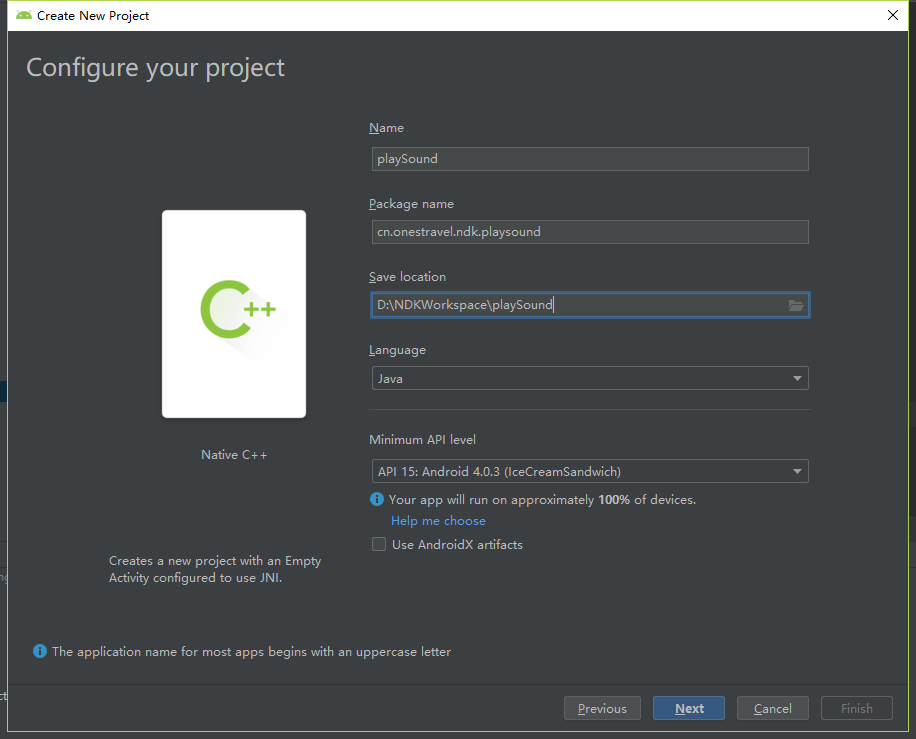 Create New Project
Configure your project
Name
playSound
Package name
cn.onestravel.ndk.playsound
Save location
D:\NDKWorkspace\playSound
Language
Java
C++
Native C++
Minimum API level
API 15: Android 4.0.3 (IceCreamSandwich)
Your app will run on approximately 100% of devices.
Help me choose
Use AndroidX artifacts
Creates a new project with an Empty
Activity configured to use JNI.
The application name for most apps begins with an uppercase letter
Previous
Next
Cancel
Finish